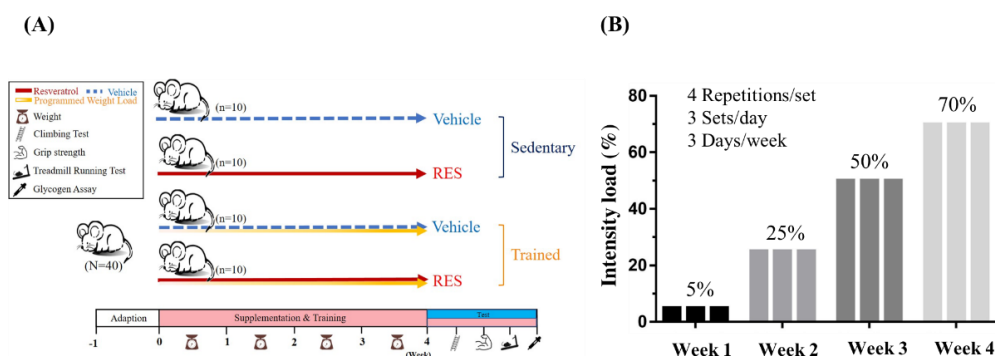 (A)
(B)
Resveratrol Vehicle
Programmed Weight Load
Weight
Climbing Test
Grip strength
Treadmill Running Test
Glycogen Assay
(n=10)
Vehicle
(n=10)
RES
Sedentary
(n=10)
Vehicle
(n=10)
RES
Trained
(N=40)
Adaption Supplementation & Training Test
-1 0 1 2 3 4
(Week)
4 Repetitions/set
3 Sets/day
3 Days/week
Intensity load (%)
80
60
40
20
0
5%
25%
50%
70%
Week 1 Week 2 Week 3 Week 4